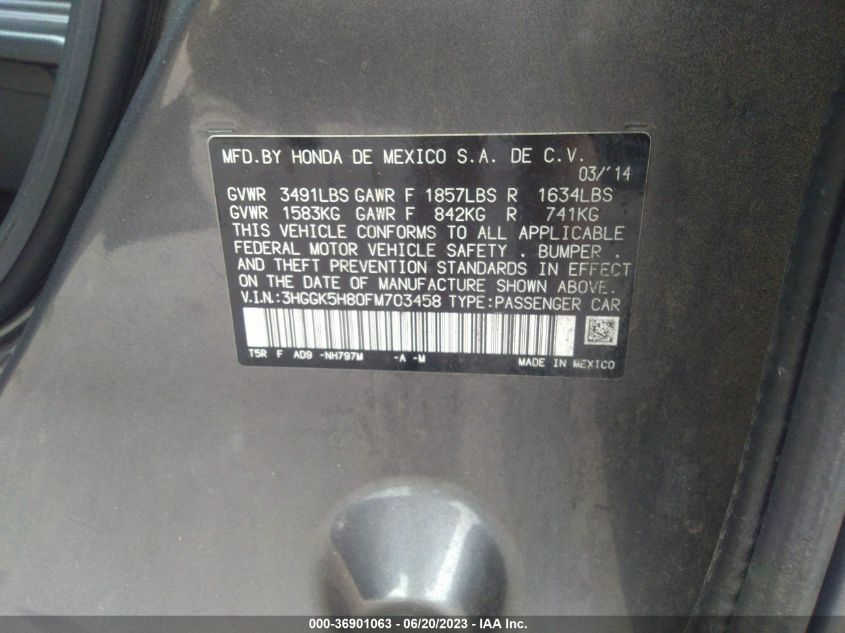 MFD.BY HONDA DE MEXICO S.A. DE C.V.
03/'14
GVWR 3491LBS GAWR F 1857LBS R 1634LBS
GVWR 1583KG GAWR F 842KG R 741KG
THIS VEHICLE CONFORMS TO ALL APPLICABLE
FEDERAL MOTOR VEHICLE SAFETY . BUMPER .
AND THEFT PREVENTION STANDARDS IN EFFECT
ON THE DATE OF MANUFACTURE SHOWN ABOVE.
V.I.N.:3HGGK5H80FM703458 TYPE:PASSENGER CAR
T5R F AD9 -NH797M -A -M MADE IN MEXICO
000-36901063 - 06/20/2023 - IAA Inc.